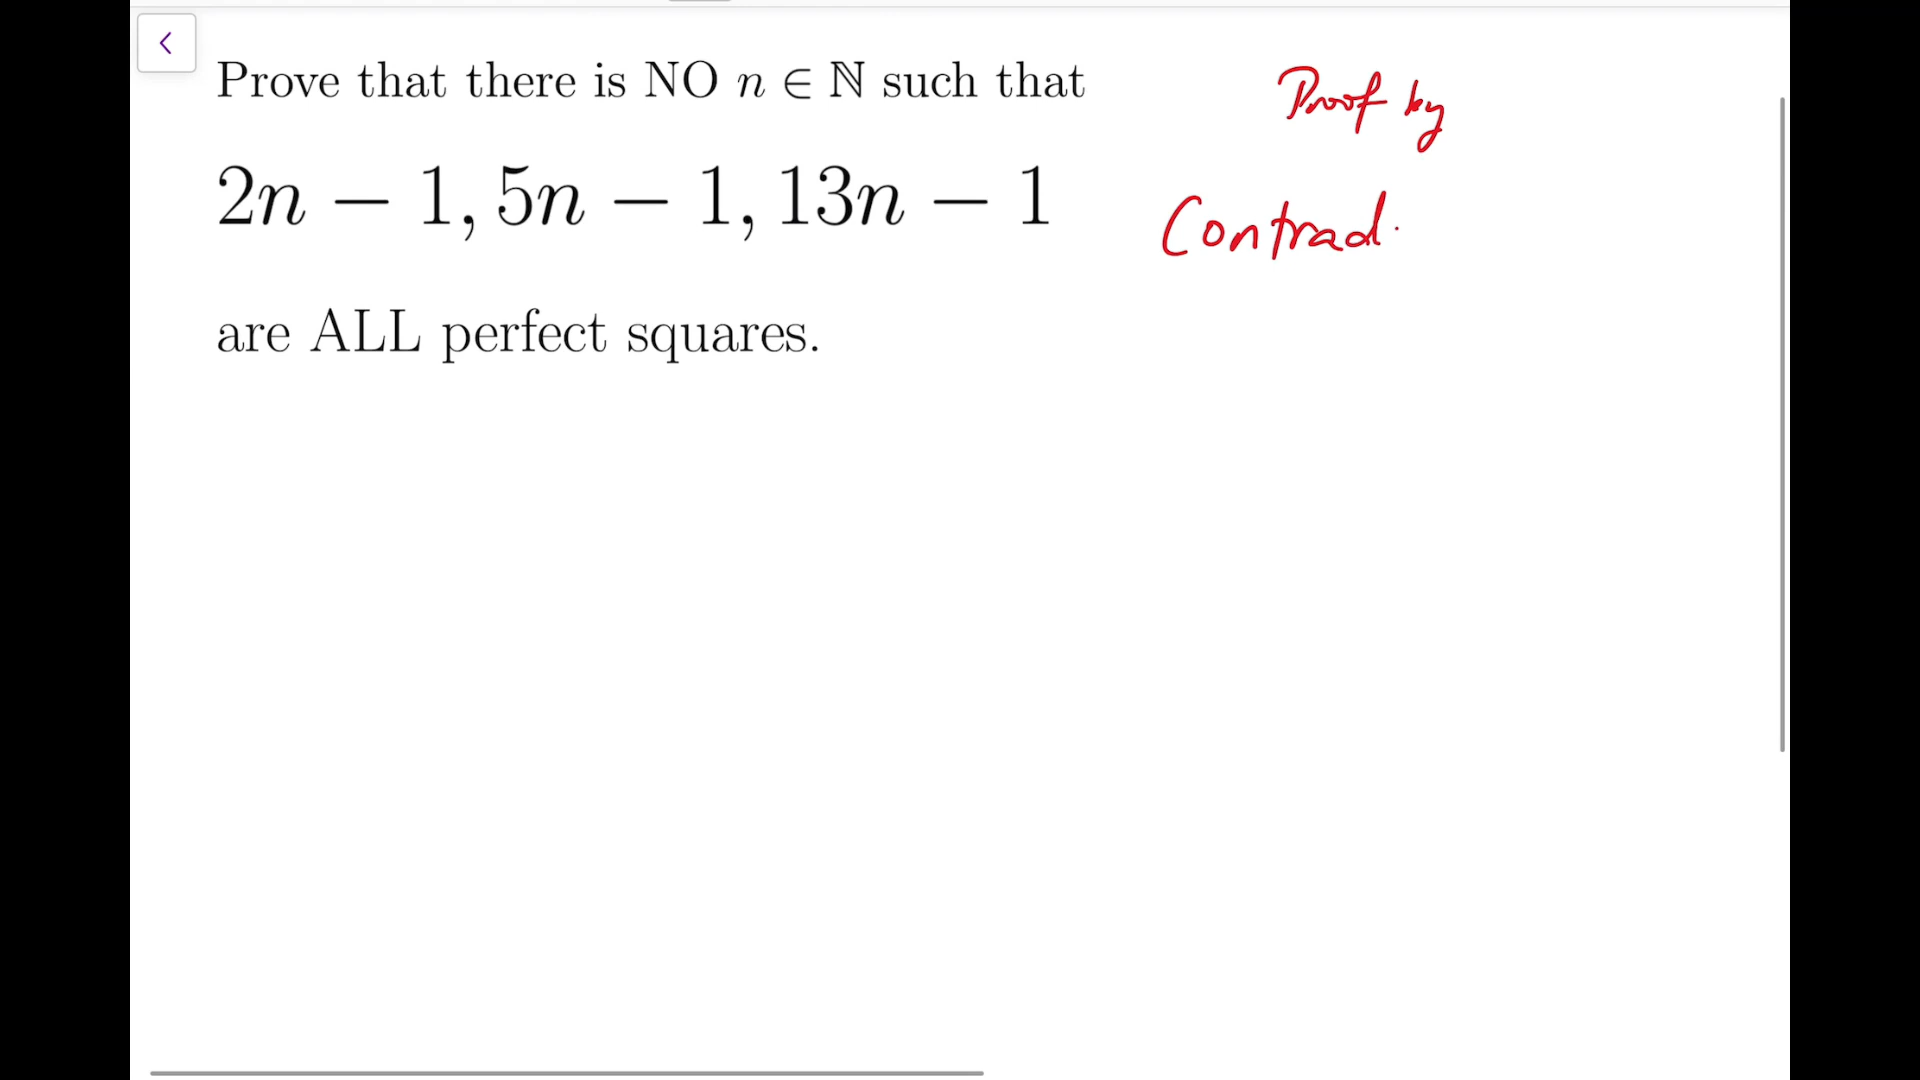 Prove that there is NO n ∈ ℕ such that
2n − 1, 5n − 1, 13n − 1
are ALL perfect squares.
Proof by
Contrad.